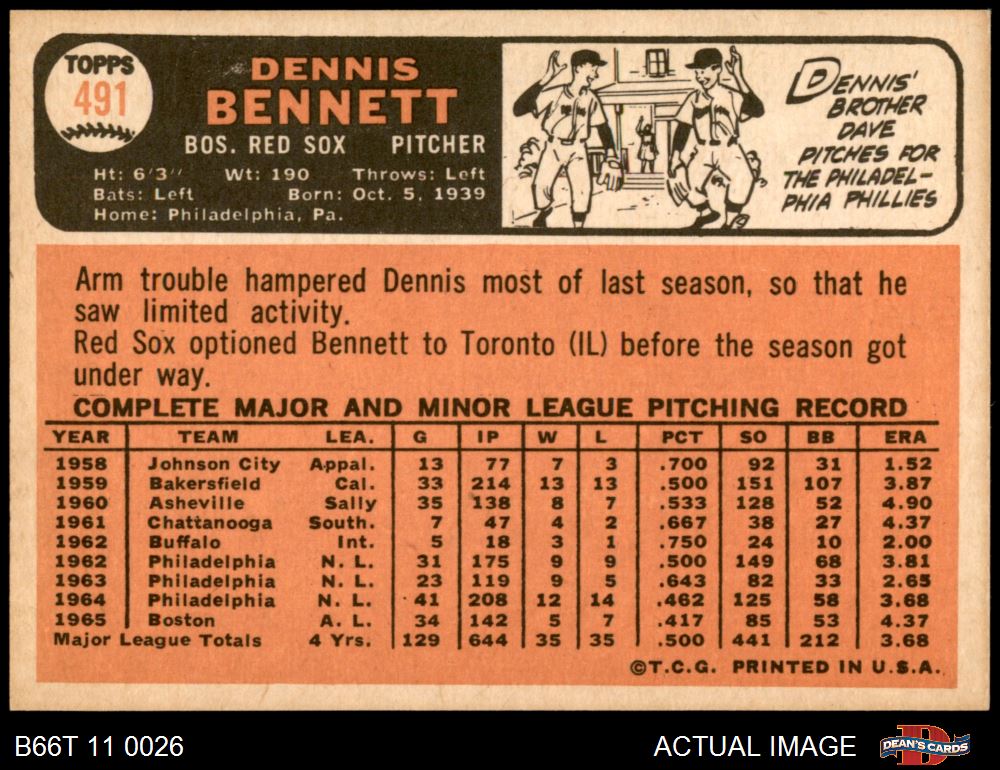 TOPPS
491
DENNIS
BENNETT
BOS. RED SOX PITCHER
Ht: 6'3" Wt: 190 Throws: Left
Bats: Left Born: Oct. 5, 1939
Home: Philadelphia, Pa.
DENNIS'
BROTHER
DAVE
PITCHES FOR
THE PHILADEL-
PHIA PHILLIES
Arm trouble hampered Dennis most of last season, so that he
saw limited activity.
Red Sox optioned Bennett to Toronto (IL) before the season got
under way.
COMPLETE MAJOR AND MINOR LEAGUE PITCHING RECORD
YEAR TEAM LEA. G IP W L PCT SO BB ERA
1958 Johnson City Appal. 13 77 7 3 .700 92 31 1.52
1959 Bakersfield Cal. 33 214 13 13 .500 151 107 3.87
1960 Asheville Sally 35 138 8 7 .533 128 52 4.90
1961 Chattanooga South. 7 47 4 2 .667 38 27 4.37
1962 Buffalo Int. 5 18 3 1 .750 24 10 2.00
1962 Philadelphia N. L. 31 175 9 9 .500 149 68 3.81
1963 Philadelphia N. L. 23 119 9 5 .643 82 33 2.65
1964 Philadelphia N. L. 41 208 12 14 .462 125 58 3.68
1965 Boston A. L. 34 142 5 7 .417 85 53 4.37
Major League Totals 4 Yrs. 129 644 35 35 .500 441 212 3.68
©T.C.G. PRINTED IN U.S.A.
B66T 11 0026 ACTUAL IMAGE
DEAN'S CARDS